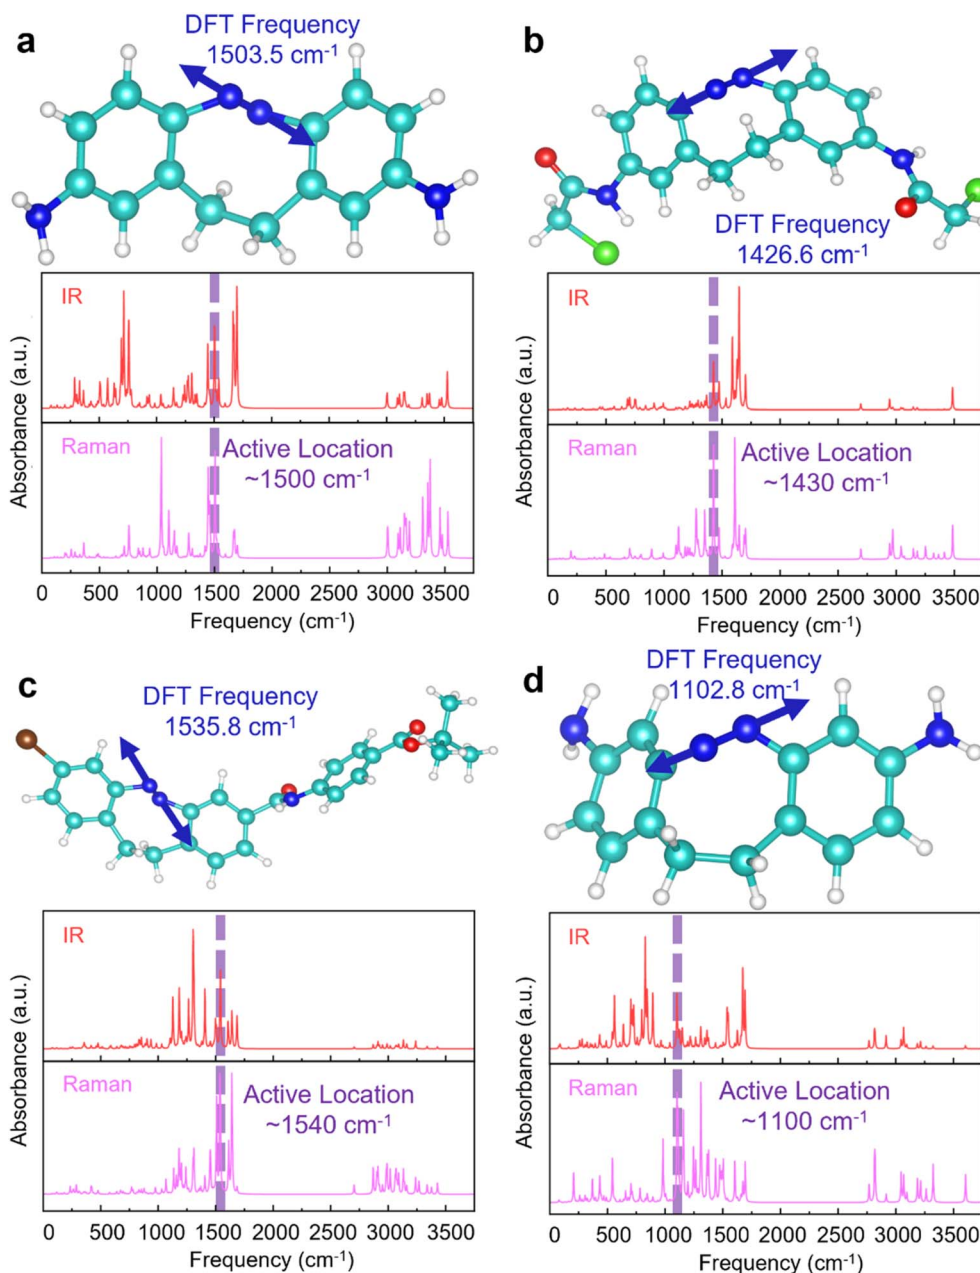 a
DFT Frequency
1503.5 cm⁻¹
IR
Raman
Active Location
~1500 cm⁻¹
Absorbance (a.u.)
0 500 1000 1500 2000 2500 3000 3500
Frequency (cm⁻¹)
b
DFT Frequency
1426.6 cm⁻¹
IR
Raman
Active Location
~1430 cm⁻¹
Absorbance (a.u.)
0 500 1000 1500 2000 2500 3000 3500
Frequency (cm⁻¹)
c
DFT Frequency
1535.8 cm⁻¹
IR
Raman
Active Location
~1540 cm⁻¹
Absorbance (a.u.)
0 500 1000 1500 2000 2500 3000 3500
Frequency (cm⁻¹)
d
DFT Frequency
1102.8 cm⁻¹
IR
Raman
Active Location
~1100 cm⁻¹
Absorbance (a.u.)
0 500 1000 1500 2000 2500 3000 3500
Frequency (cm⁻¹)